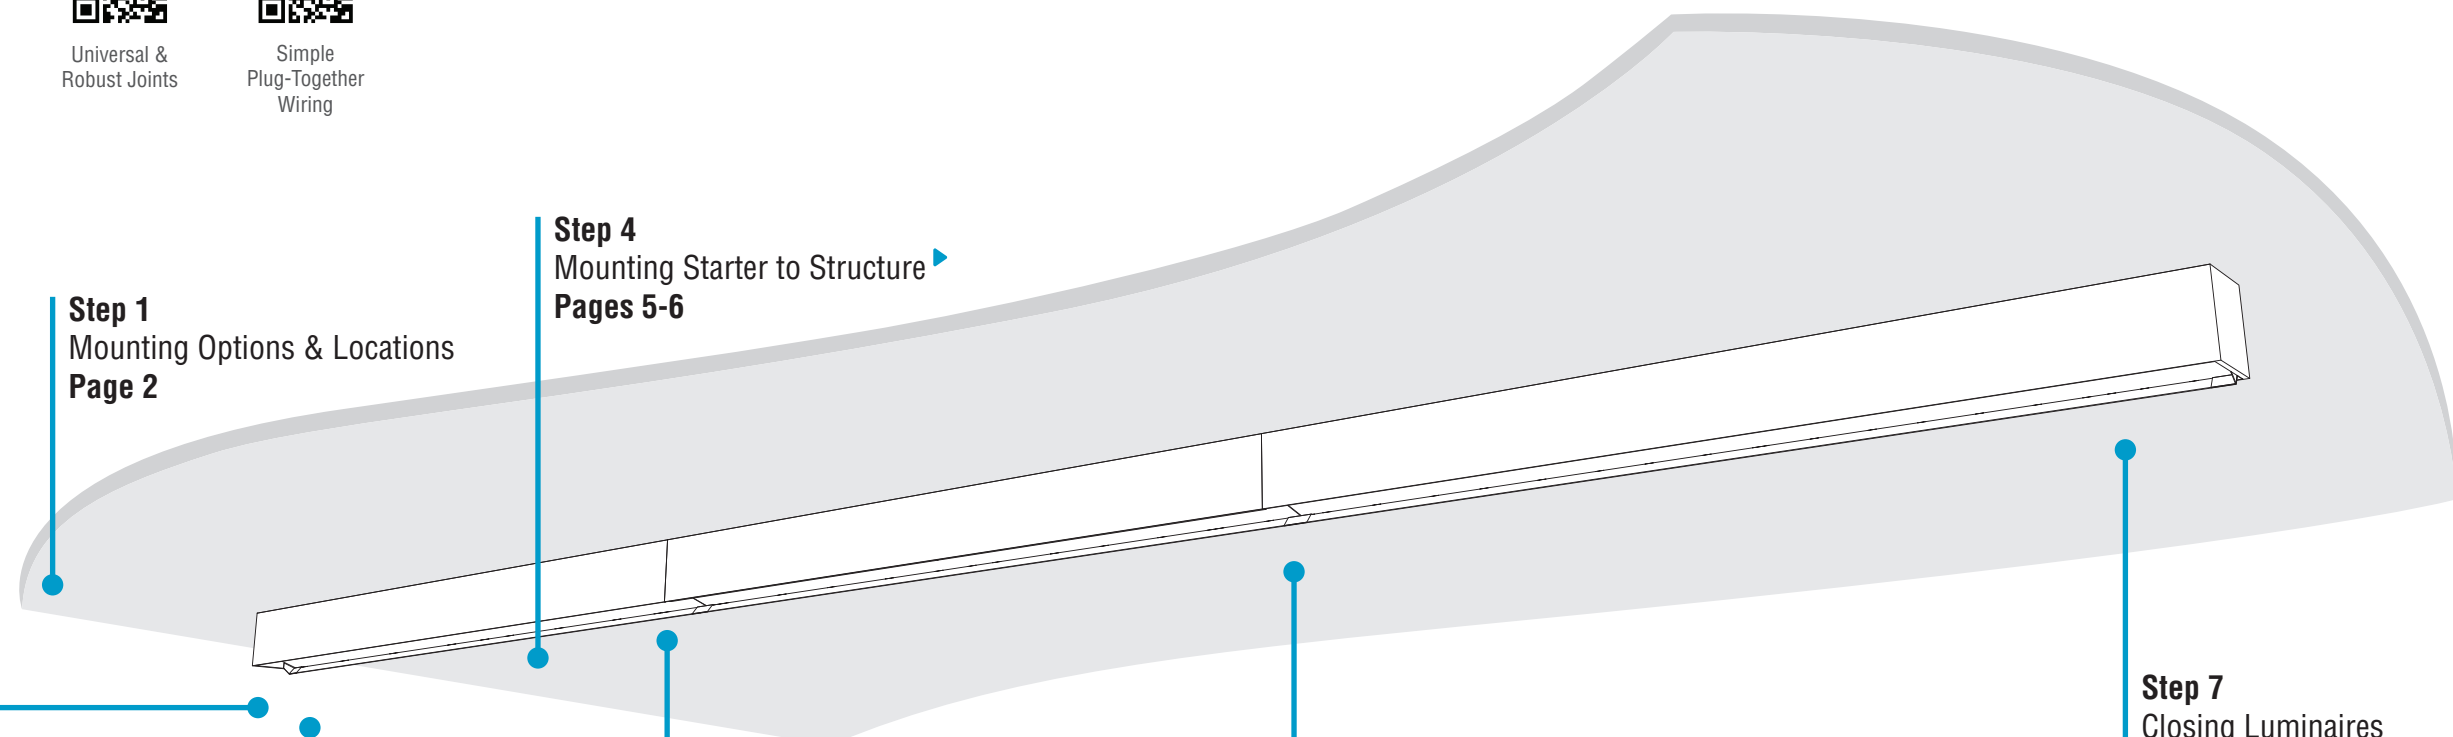 Universal &
Robust Joints
Simple
Plug-Together
Wiring
Step 4
Mounting Starter to Structure
Pages 5-6
Step 1
Mounting Options & Locations
Page 2
Step 7
Closing Luminaires